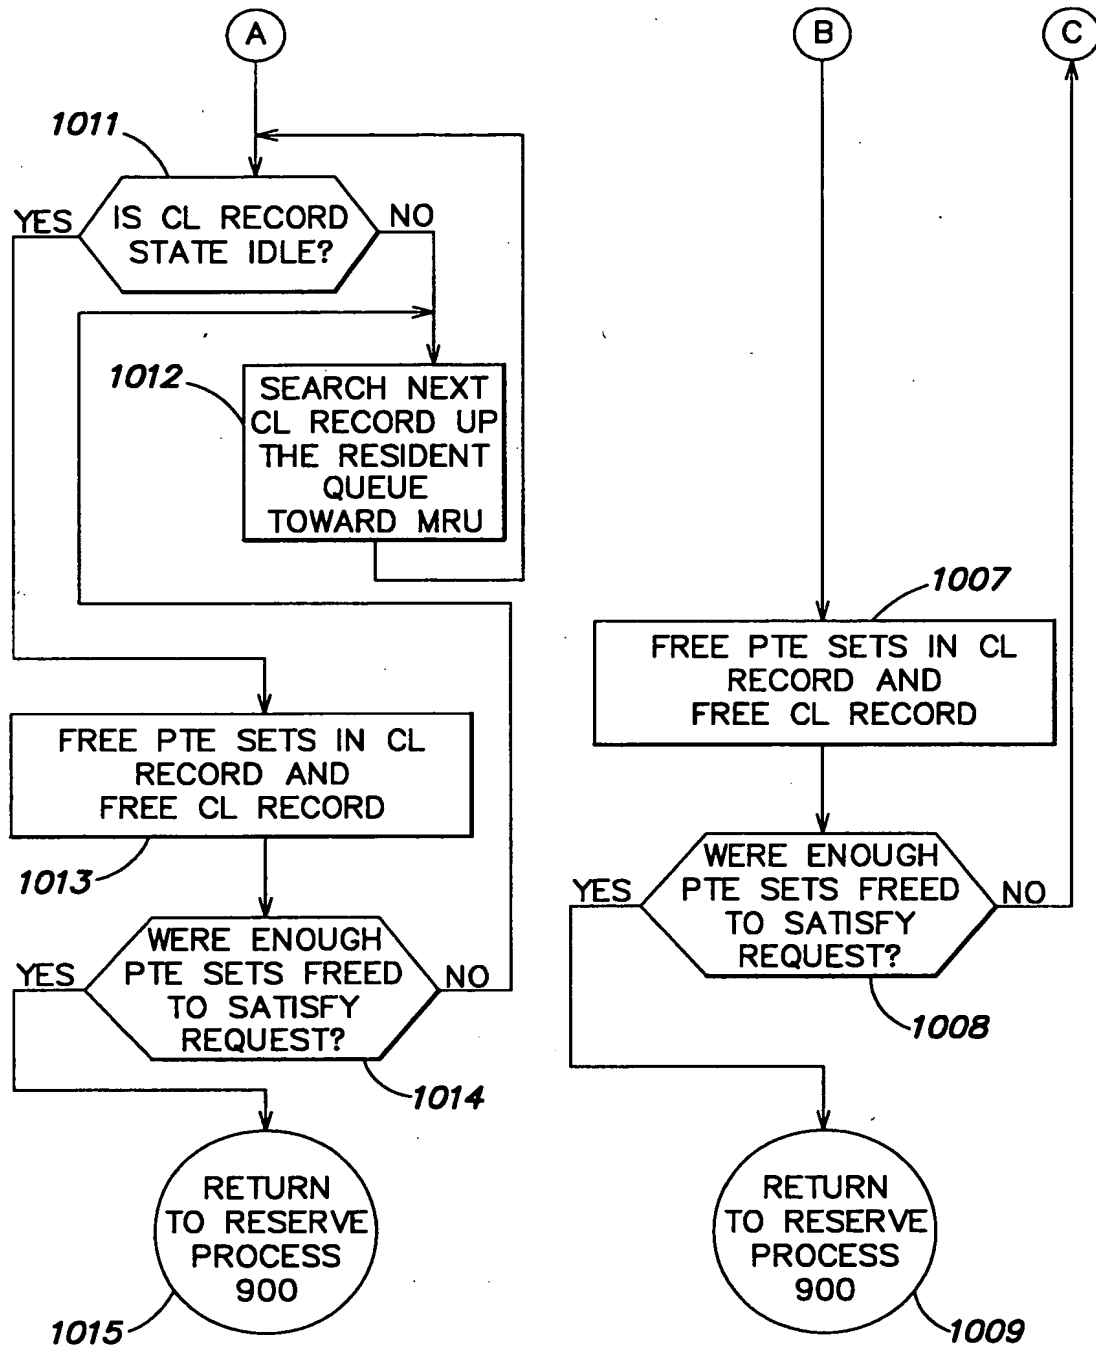 A
1011
YES
IS CL RECORD
STATE IDLE?
NO
1012
SEARCH NEXT
CL RECORD UP
THE RESIDENT
QUEUE
TOWARD MRU
FREE PTE SETS IN CL
RECORD AND
FREE CL RECORD
1013
YES
WERE ENOUGH
PTE SETS FREED
TO SATISFY
REQUEST?
NO
1014
RETURN
TO RESERVE
PROCESS
900
1015
B
C
1007
FREE PTE SETS IN CL
RECORD AND
FREE CL RECORD
YES
WERE ENOUGH
PTE SETS FREED
TO SATISFY
REQUEST?
NO
1008
RETURN
TO RESERVE
PROCESS
900
1009